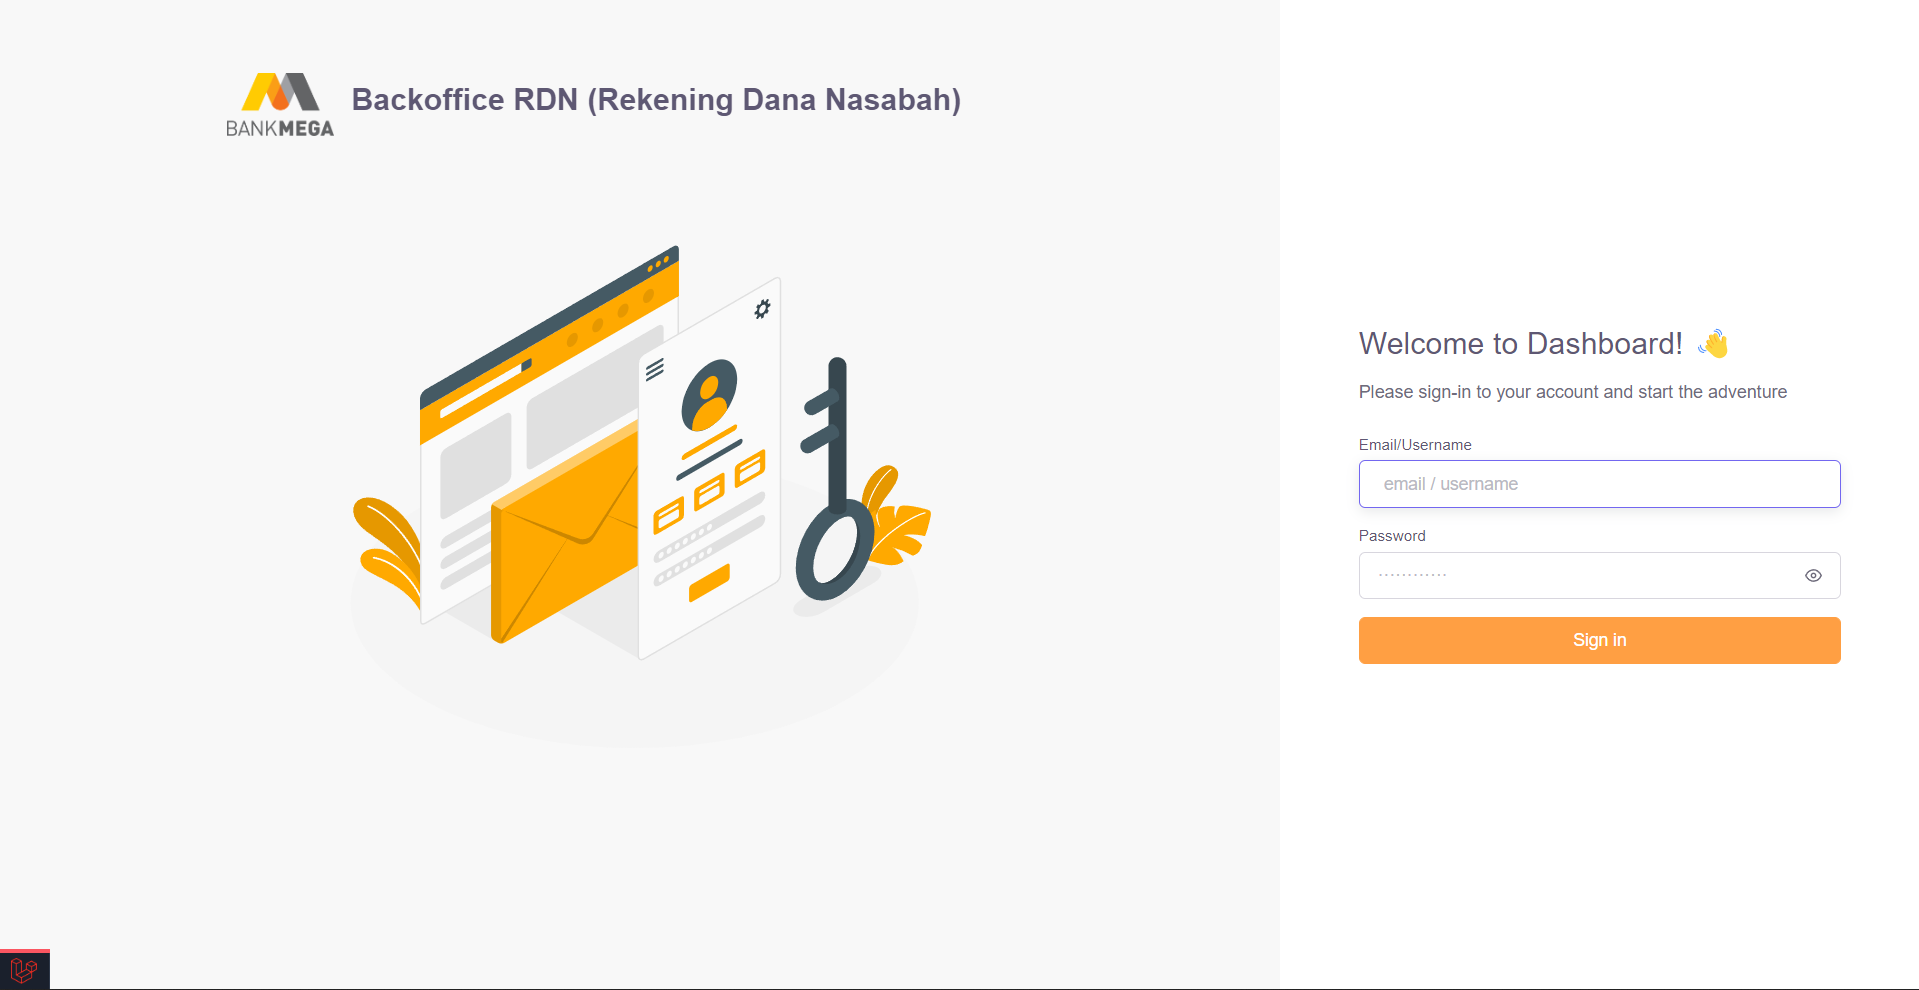 BANKMEGA
Backoffice RDN (Rekening Dana Nasabah)
Welcome to Dashboard! 👋
Please sign-in to your account and start the adventure
Email/Username
email / username
Password
············
Sign in